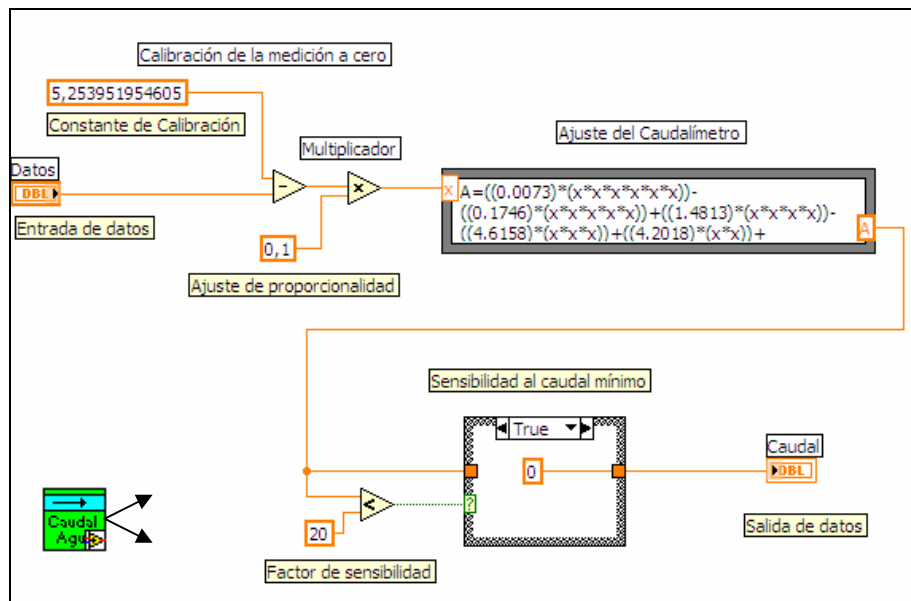 Calibración de la medición a cero
5,253951954605
Constante de Calibración
Multiplicador
Ajuste del Caudalímetro
Datos
DBL
-
x
x
A=((0.0073)*(x*x*x*x*x*x))-
((0.1746)*(x*x*x*x*x))+((1.4813)*(x*x*x*x))-
((4.6158)*(x*x*x))+((4.2018)*(x*x))+
A
Entrada de datos
0,1
Ajuste de proporcionalidad
Sensibilidad al caudal mínimo
True
Caudal
0
DBL
<
?
20
Caudal
Agu
Salida de datos
Factor de sensibilidad